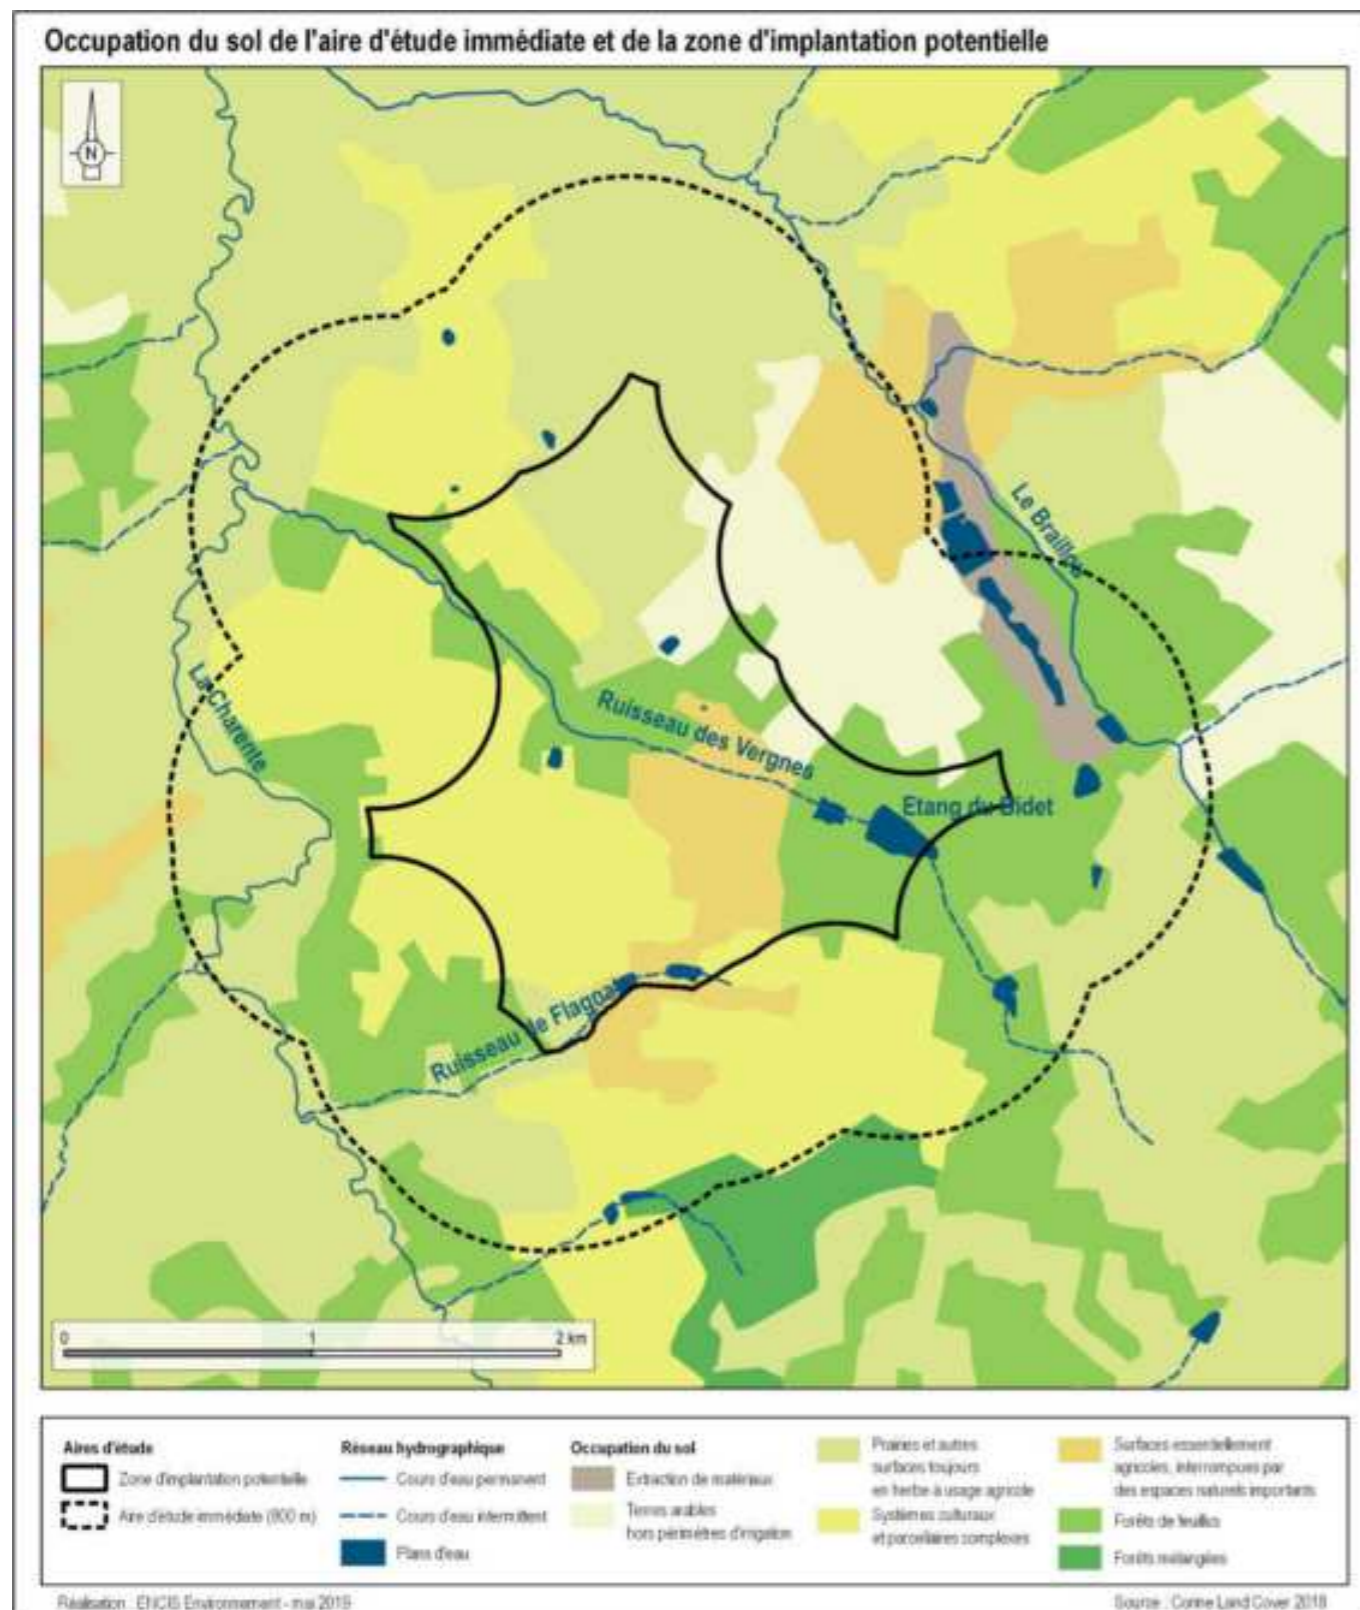 Occupation du sol de l'aire d'étude immédiate et de la zone d'implantation potentielle
N
Le Braillou
La Charente
Ruisseau des Vergnes
Etang du Bidet
Ruisseau de Flagoat
0 1 2 km
Aires d'étude
Zone d'implantation potentielle
Aire d'étude immédiate (800 m)
Réseau hydrographique
Cours d'eau permanent
Cours d'eau intermittent
Plans d'eau
Occupation du sol
Extraction de matériaux
Terres arables
hors périmètres d'irrigation
Prairies et autres
surfaces toujours
en herbe à usage agricole
Systèmes culturaux
et parcellaires complexes
Surfaces essentiellement
agricoles, interrompues par
des espaces naturels importants
Forêts de feuillus
Forêts mélangées
Réalisation : ENCIS Environnement - mai 2019
Source : Corine Land Cover 2018